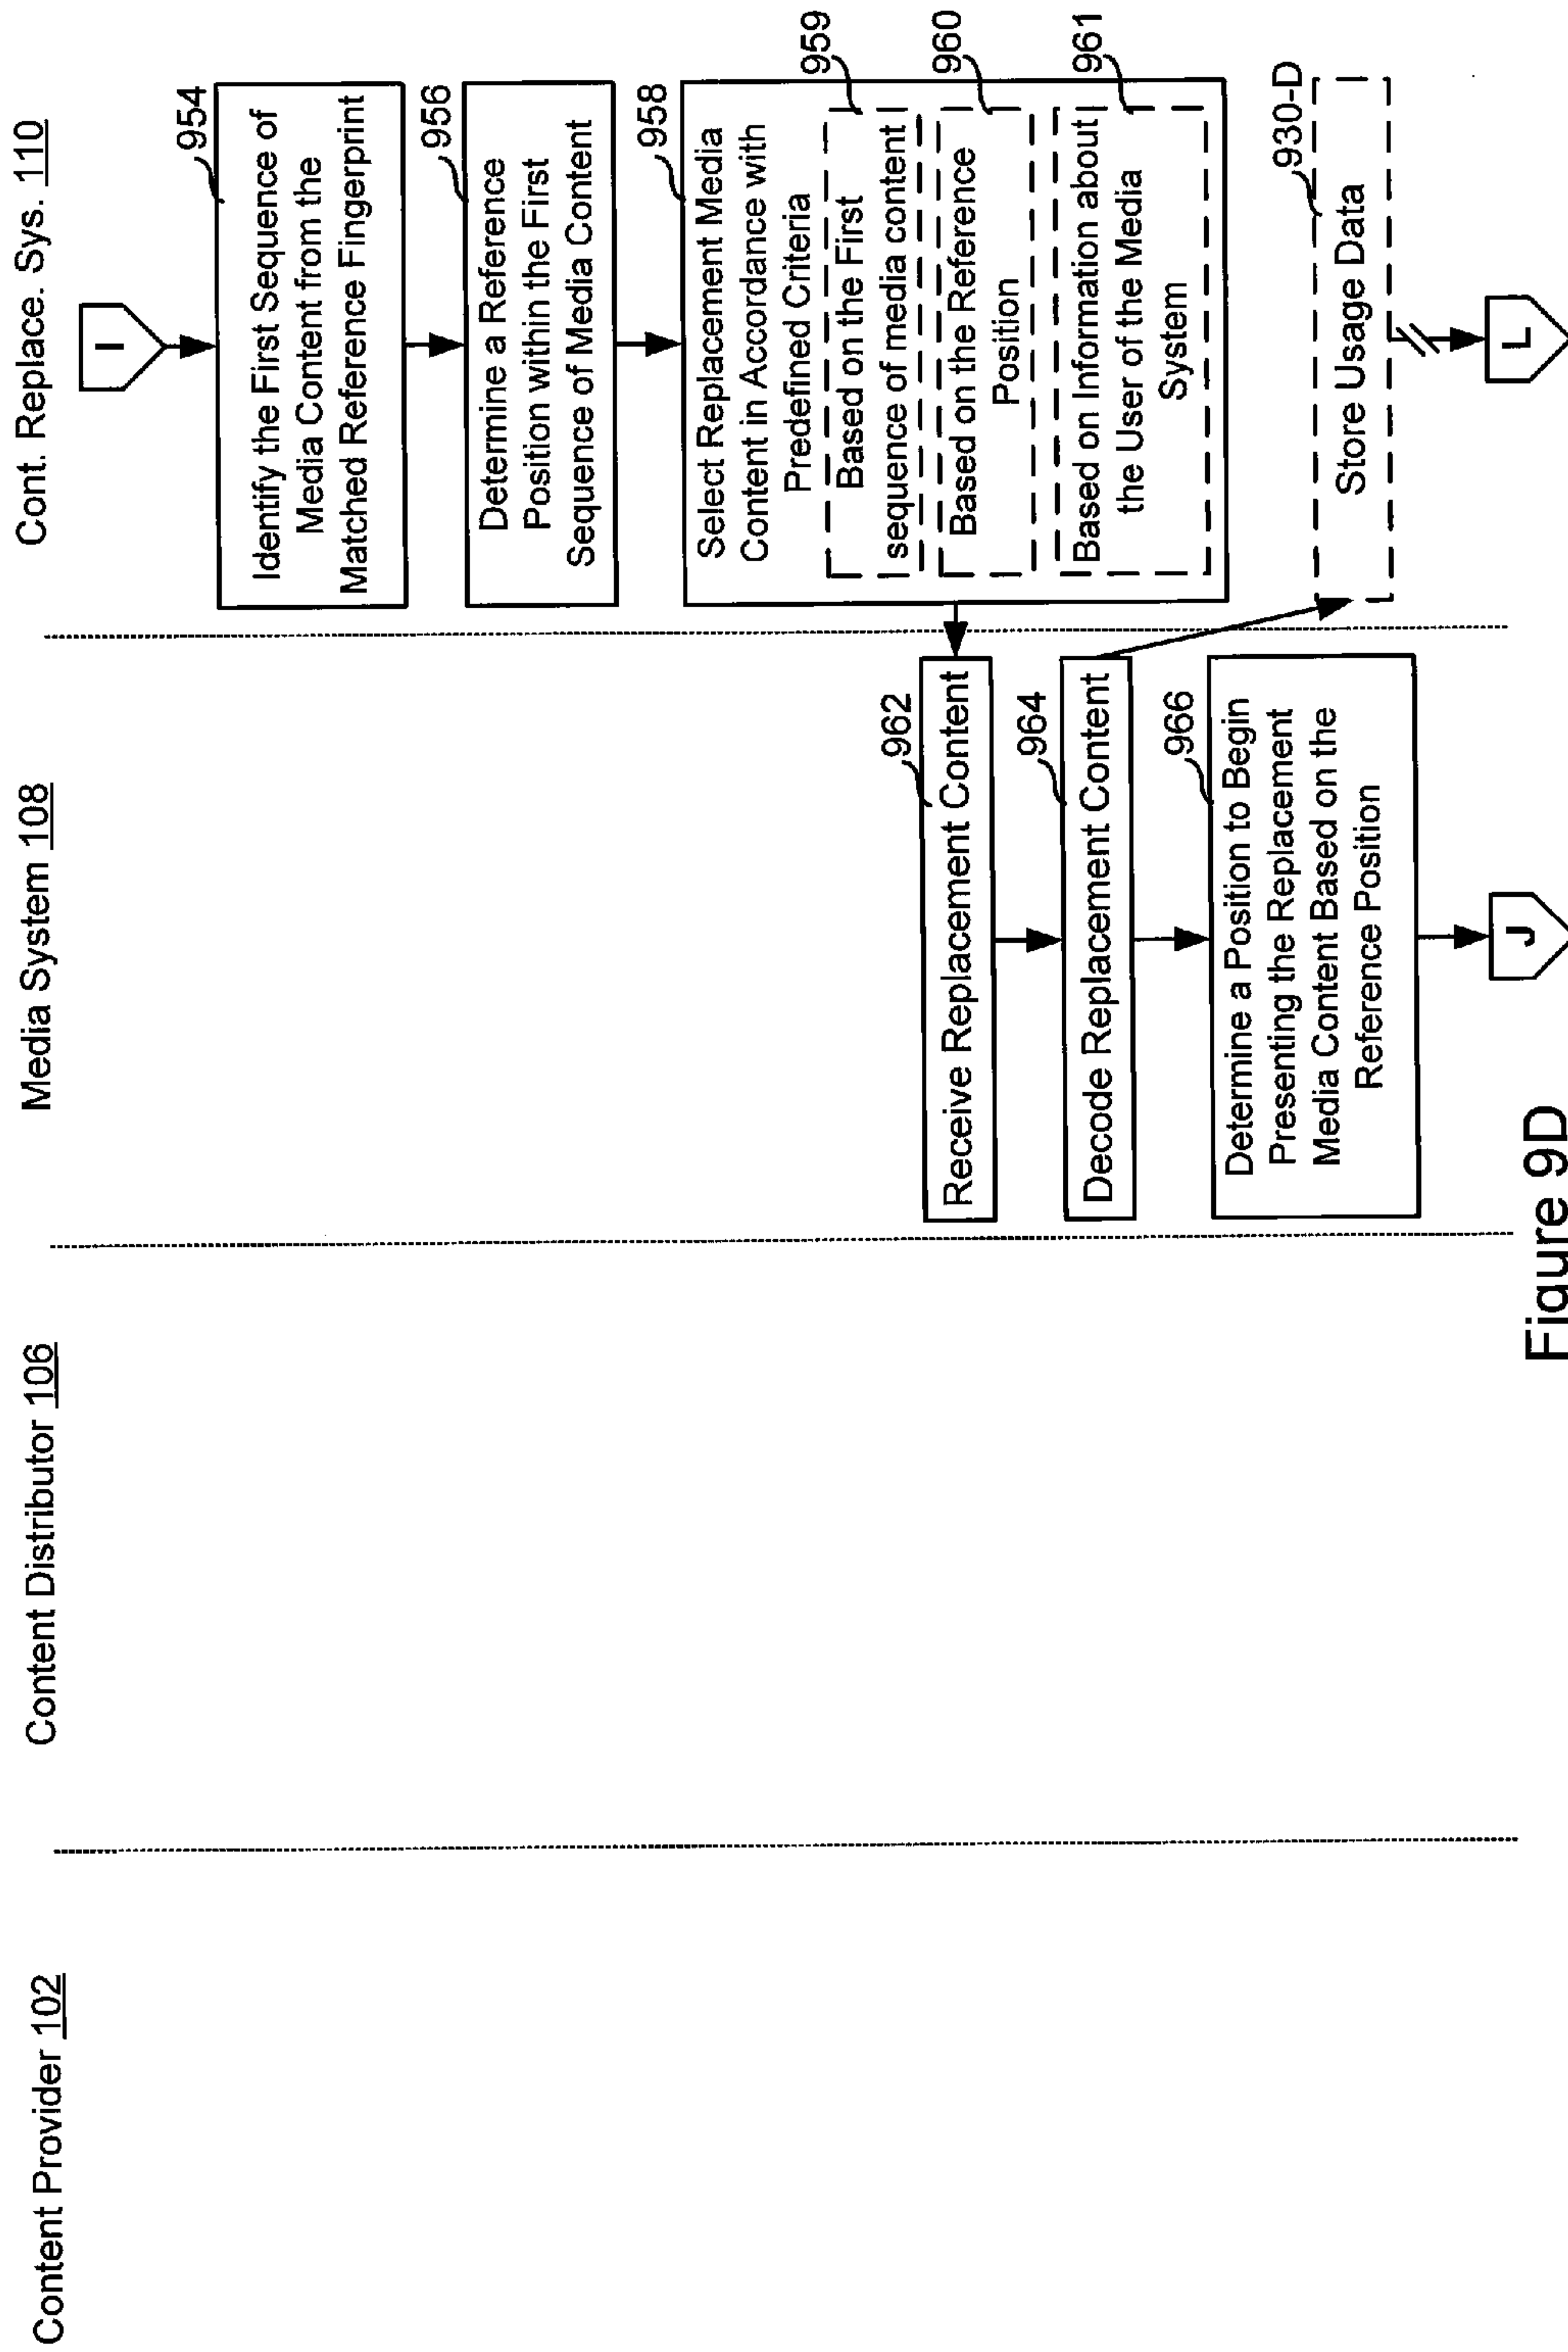 Content Provider 102
Content Distributor 106
Media System 108
Cont. Replace. Sys. 110
I
954
Identify the First Sequence of
Media Content from the
Matched Reference Fingerprint
956
Determine a Reference
Position within the First
Sequence of Media Content
958
Select Replacement Media
Content in Accordance with
Predefined Criteria
959
Based on the First
sequence of media content
960
Based on the Reference
Position
961
Based on Information about
the User of the Media
System
962
Receive Replacement Content
964
Decode Replacement Content
966
Determine a Position to Begin
Presenting the Replacement
Media Content Based on the
Reference Position
930-D
Store Usage Data
J
L
Figure 9D